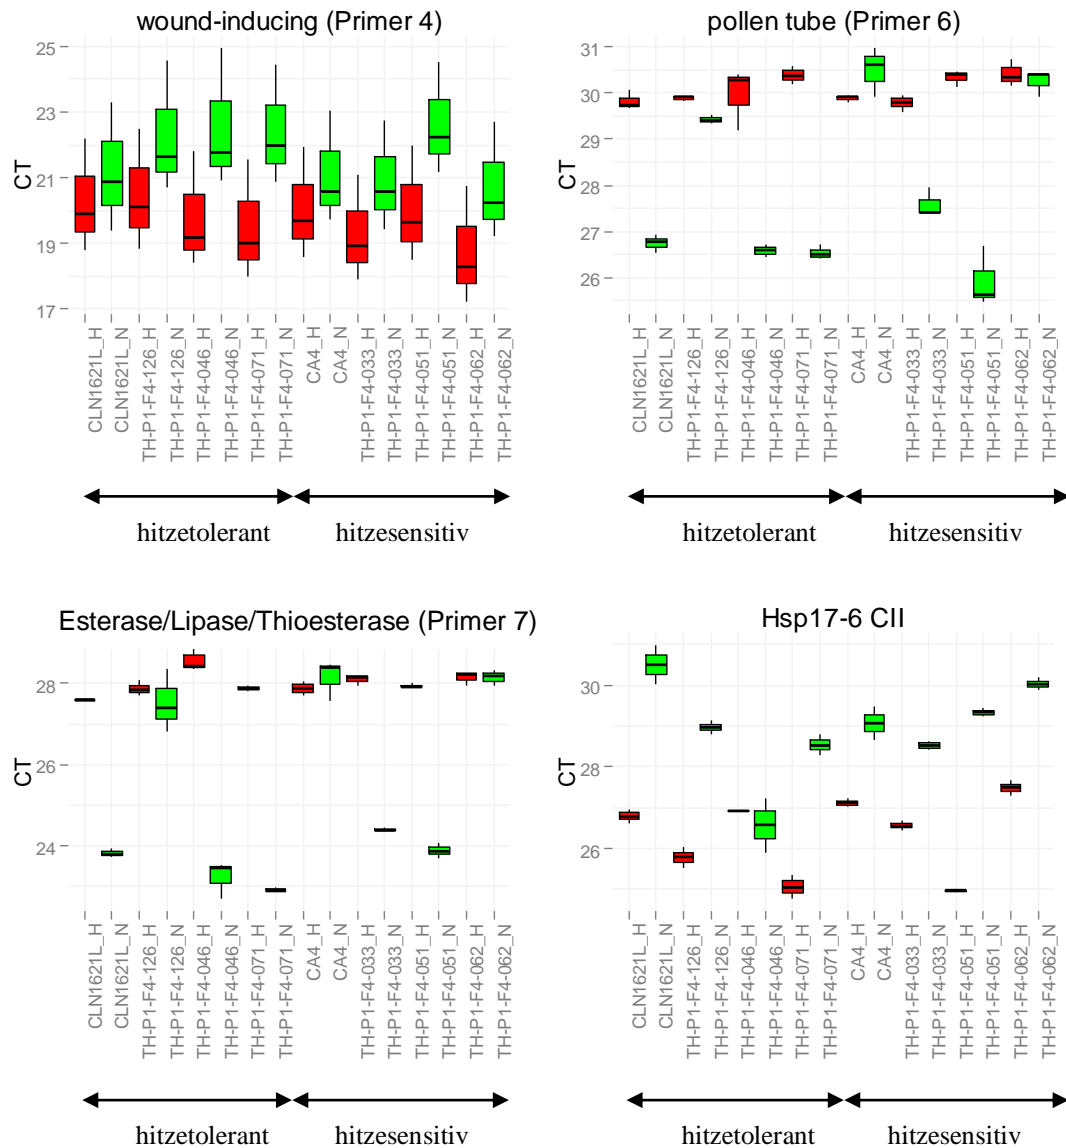 wound-inducing (Primer 4)
CT
25
23
21
19
17
CLN1621L_H
CLN1621L_N
TH-P1-F4-126_H
TH-P1-F4-126_N
TH-P1-F4-046_H
TH-P1-F4-046_N
TH-P1-F4-071_H
TH-P1-F4-071_N
CA4_H
CA4_N
TH-P1-F4-033_H
TH-P1-F4-033_N
TH-P1-F4-051_H
TH-P1-F4-051_N
TH-P1-F4-062_H
TH-P1-F4-062_N
hitzetolerant
hitzesensitiv
pollen tube (Primer 6)
CT
31
30
29
28
27
26
CLN1621L_H
CLN1621L_N
TH-P1-F4-126_H
TH-P1-F4-126_N
TH-P1-F4-046_H
TH-P1-F4-046_N
TH-P1-F4-071_H
TH-P1-F4-071_N
CA4_H
CA4_N
TH-P1-F4-033_H
TH-P1-F4-033_N
TH-P1-F4-051_H
TH-P1-F4-051_N
TH-P1-F4-062_H
TH-P1-F4-062_N
hitzetolerant
hitzesensitiv
Esterase/Lipase/Thioesterase (Primer 7)
CT
28
26
24
CLN1621L_H
CLN1621L_N
TH-P1-F4-126_H
TH-P1-F4-126_N
TH-P1-F4-046_H
TH-P1-F4-046_N
TH-P1-F4-071_H
TH-P1-F4-071_N
CA4_H
CA4_N
TH-P1-F4-033_H
TH-P1-F4-033_N
TH-P1-F4-051_H
TH-P1-F4-051_N
TH-P1-F4-062_H
TH-P1-F4-062_N
hitzetolerant
hitzesensitiv
Hsp17-6 CII
CT
30
28
26
CLN1621L_H
CLN1621L_N
TH-P1-F4-126_H
TH-P1-F4-126_N
TH-P1-F4-046_H
TH-P1-F4-046_N
TH-P1-F4-071_H
TH-P1-F4-071_N
CA4_H
CA4_N
TH-P1-F4-033_H
TH-P1-F4-033_N
TH-P1-F4-051_H
TH-P1-F4-051_N
TH-P1-F4-062_H
TH-P1-F4-062_N
hitzetolerant
hitzesensitiv